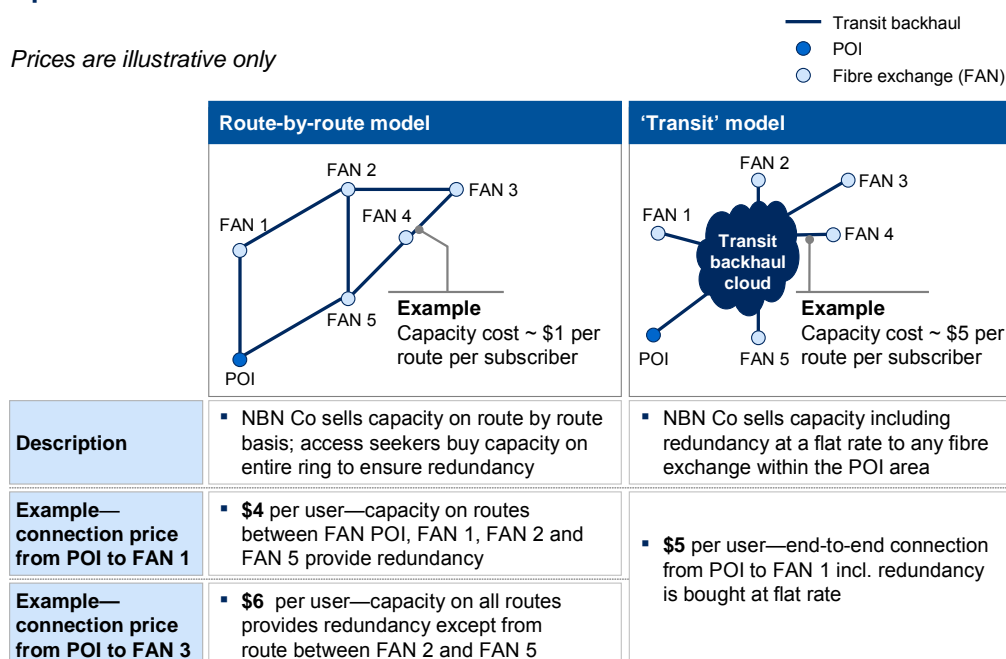 Prices are illustrative only
Transit backhaul
POI
Fibre exchange (FAN)
Route-by-route model
‘Transit’ model
FAN 2
FAN 3
FAN 1
FAN 4
FAN 5
POI
Example
Capacity cost ~ $1 per
route per subscriber
FAN 2
FAN 3
FAN 1
FAN 4
Transit
backhaul
cloud
POI
FAN 5
Example
Capacity cost ~ $5 per
route per subscriber
Description
▪ NBN Co sells capacity on route by route
basis; access seekers buy capacity on
entire ring to ensure redundancy
▪ NBN Co sells capacity including
redundancy at a flat rate to any fibre
exchange within the POI area
Example—
connection price
from POI to FAN 1
▪ $4 per user—capacity on routes
between FAN POI, FAN 1, FAN 2 and
FAN 5 provide redundancy
▪ $5 per user—end-to-end connection
from POI to FAN 1 incl. redundancy
is bought at flat rate
Example—
connection price
from POI to FAN 3
▪ $6 per user—capacity on all routes
provides redundancy except from
route between FAN 2 and FAN 5